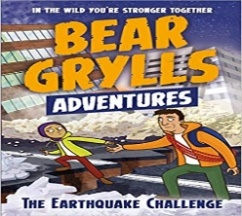 IN THE WILD YOU'RE STRONGER TOGETHER
BEAR
GRYLLS
ADVENTURES
THE EARTHQUAKE CHALLENGE